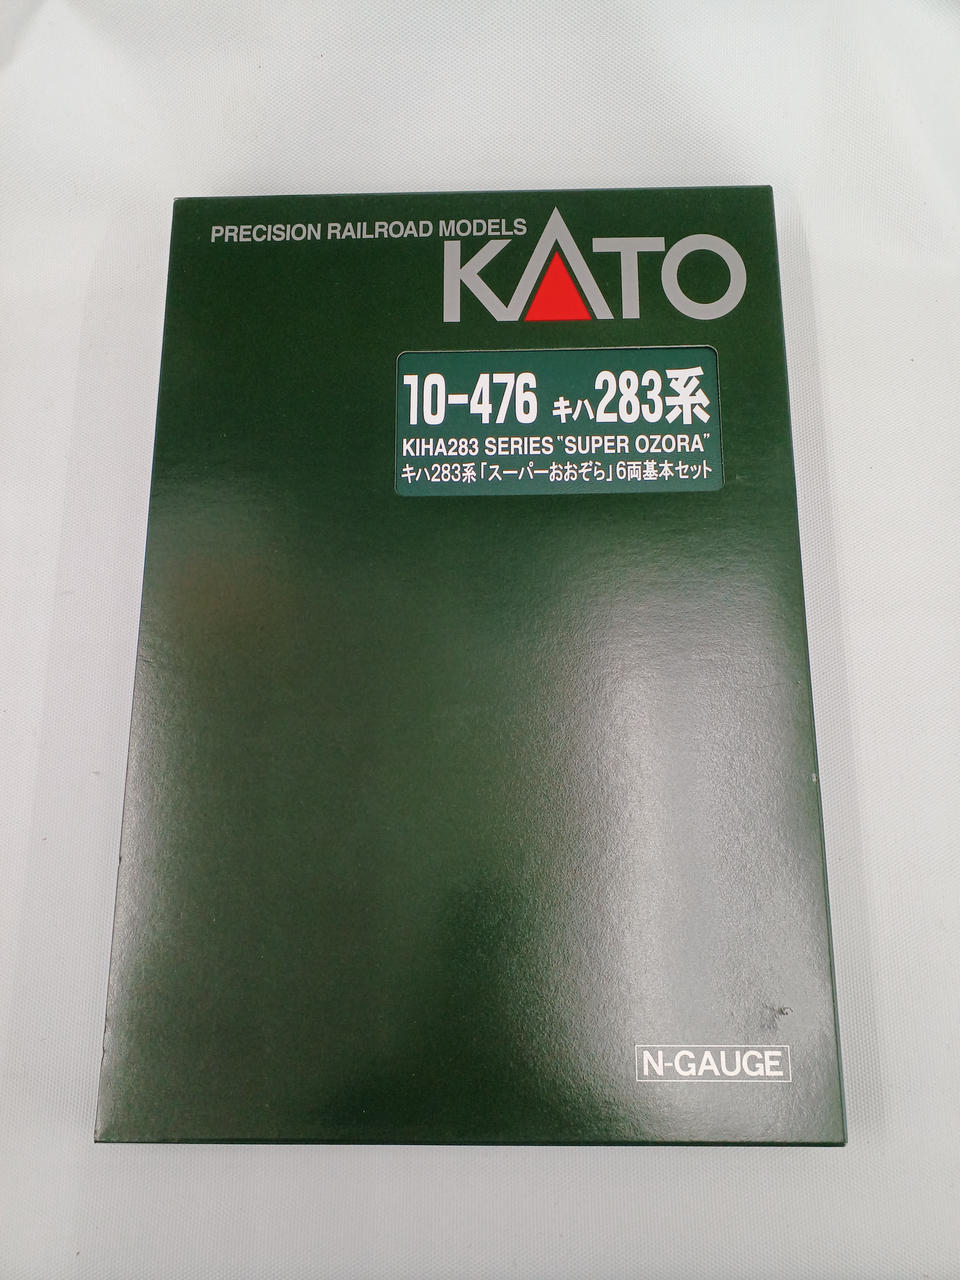 PRECISION RAILROAD MODELS
KATO
10-476 キハ283系
KIHA283 SERIES "SUPER OZORA"
キハ283系「スーパーおおぞら」6両基本セット
N-GAUGE